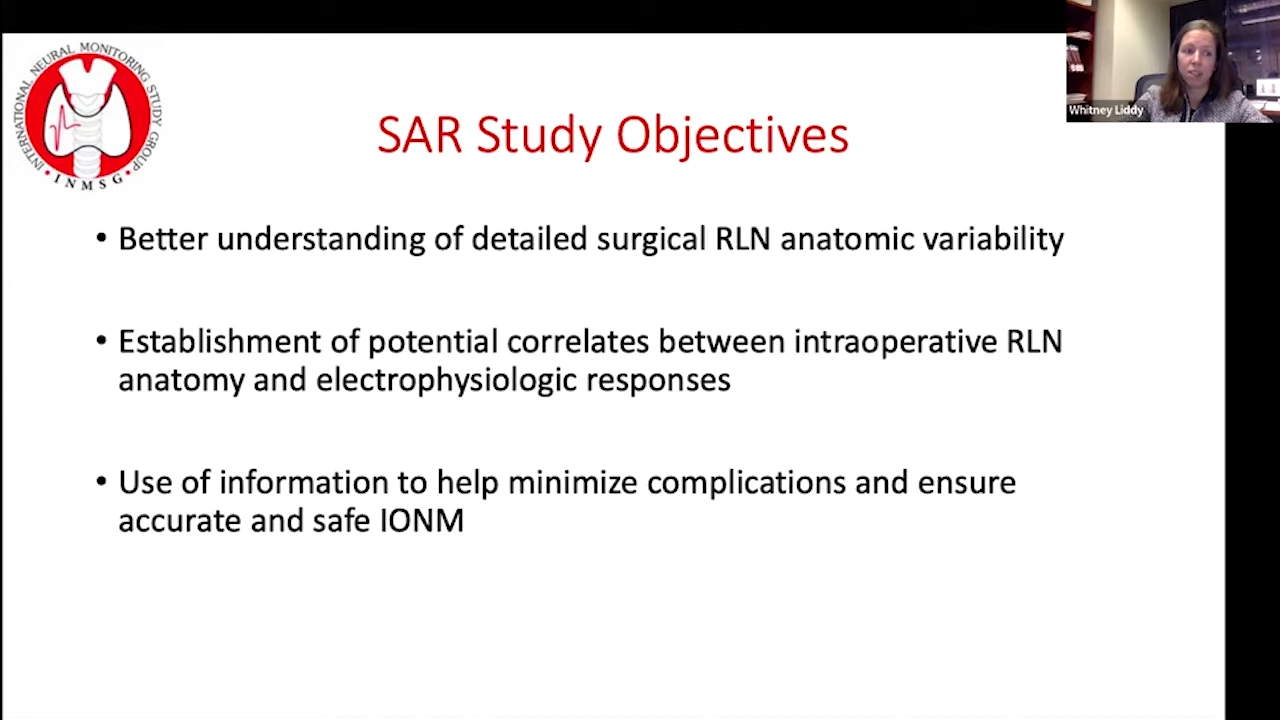 INTERNATIONAL NEURAL MONITORING STUDY GROUP
• I N M S G •
Whitney Liddy
SAR Study Objectives
• Better understanding of detailed surgical RLN anatomic variability
• Establishment of potential correlates between intraoperative RLN
anatomy and electrophysiologic responses
• Use of information to help minimize complications and ensure
accurate and safe IONM